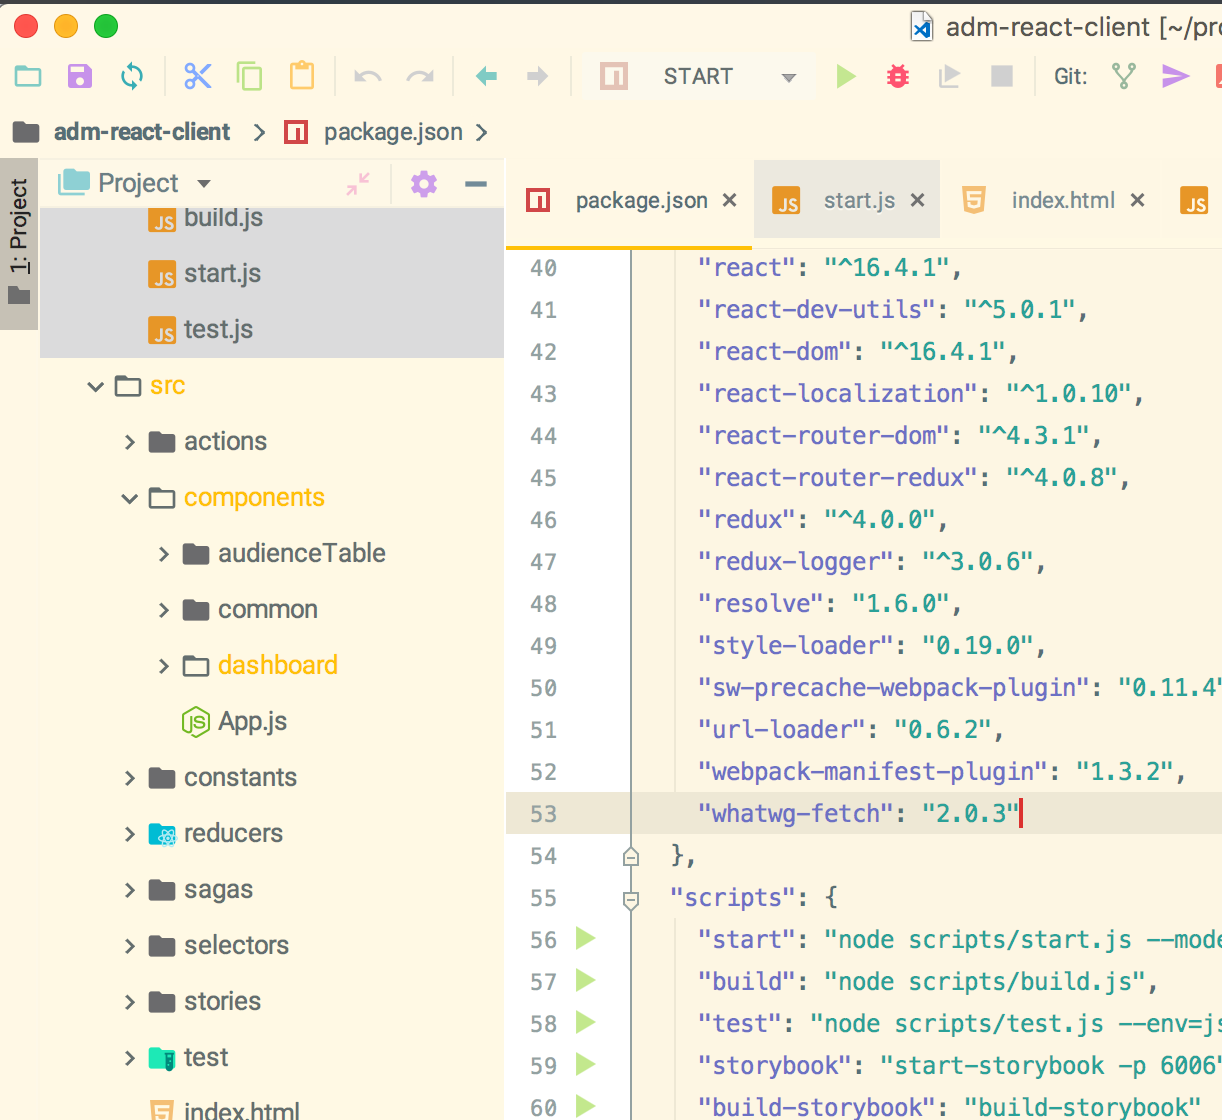 adm-react-client [~/pro
START
Git:
adm-react-client
package.json
1: Project
Project
build.js
start.js
test.js
src
actions
components
audienceTable
common
dashboard
App.js
constants
reducers
sagas
selectors
stories
test
index.html
package.json
start.js
index.html
40 "react": "^16.4.1",
41 "react-dev-utils": "^5.0.1",
42 "react-dom": "^16.4.1",
43 "react-localization": "^1.0.10",
44 "react-router-dom": "^4.3.1",
45 "react-router-redux": "^4.0.8",
46 "redux": "^4.0.0",
47 "redux-logger": "^3.0.6",
48 "resolve": "1.6.0",
49 "style-loader": "0.19.0",
50 "sw-precache-webpack-plugin": "0.11.4"
51 "url-loader": "0.6.2",
52 "webpack-manifest-plugin": "1.3.2",
53 "whatwg-fetch": "2.0.3"
54 },
55 "scripts": {
56 "start": "node scripts/start.js --mode
57 "build": "node scripts/build.js",
58 "test": "node scripts/test.js --env=js
59 "storybook": "start-storybook -p 6006"
60 "build-storybook": "build-storybook"